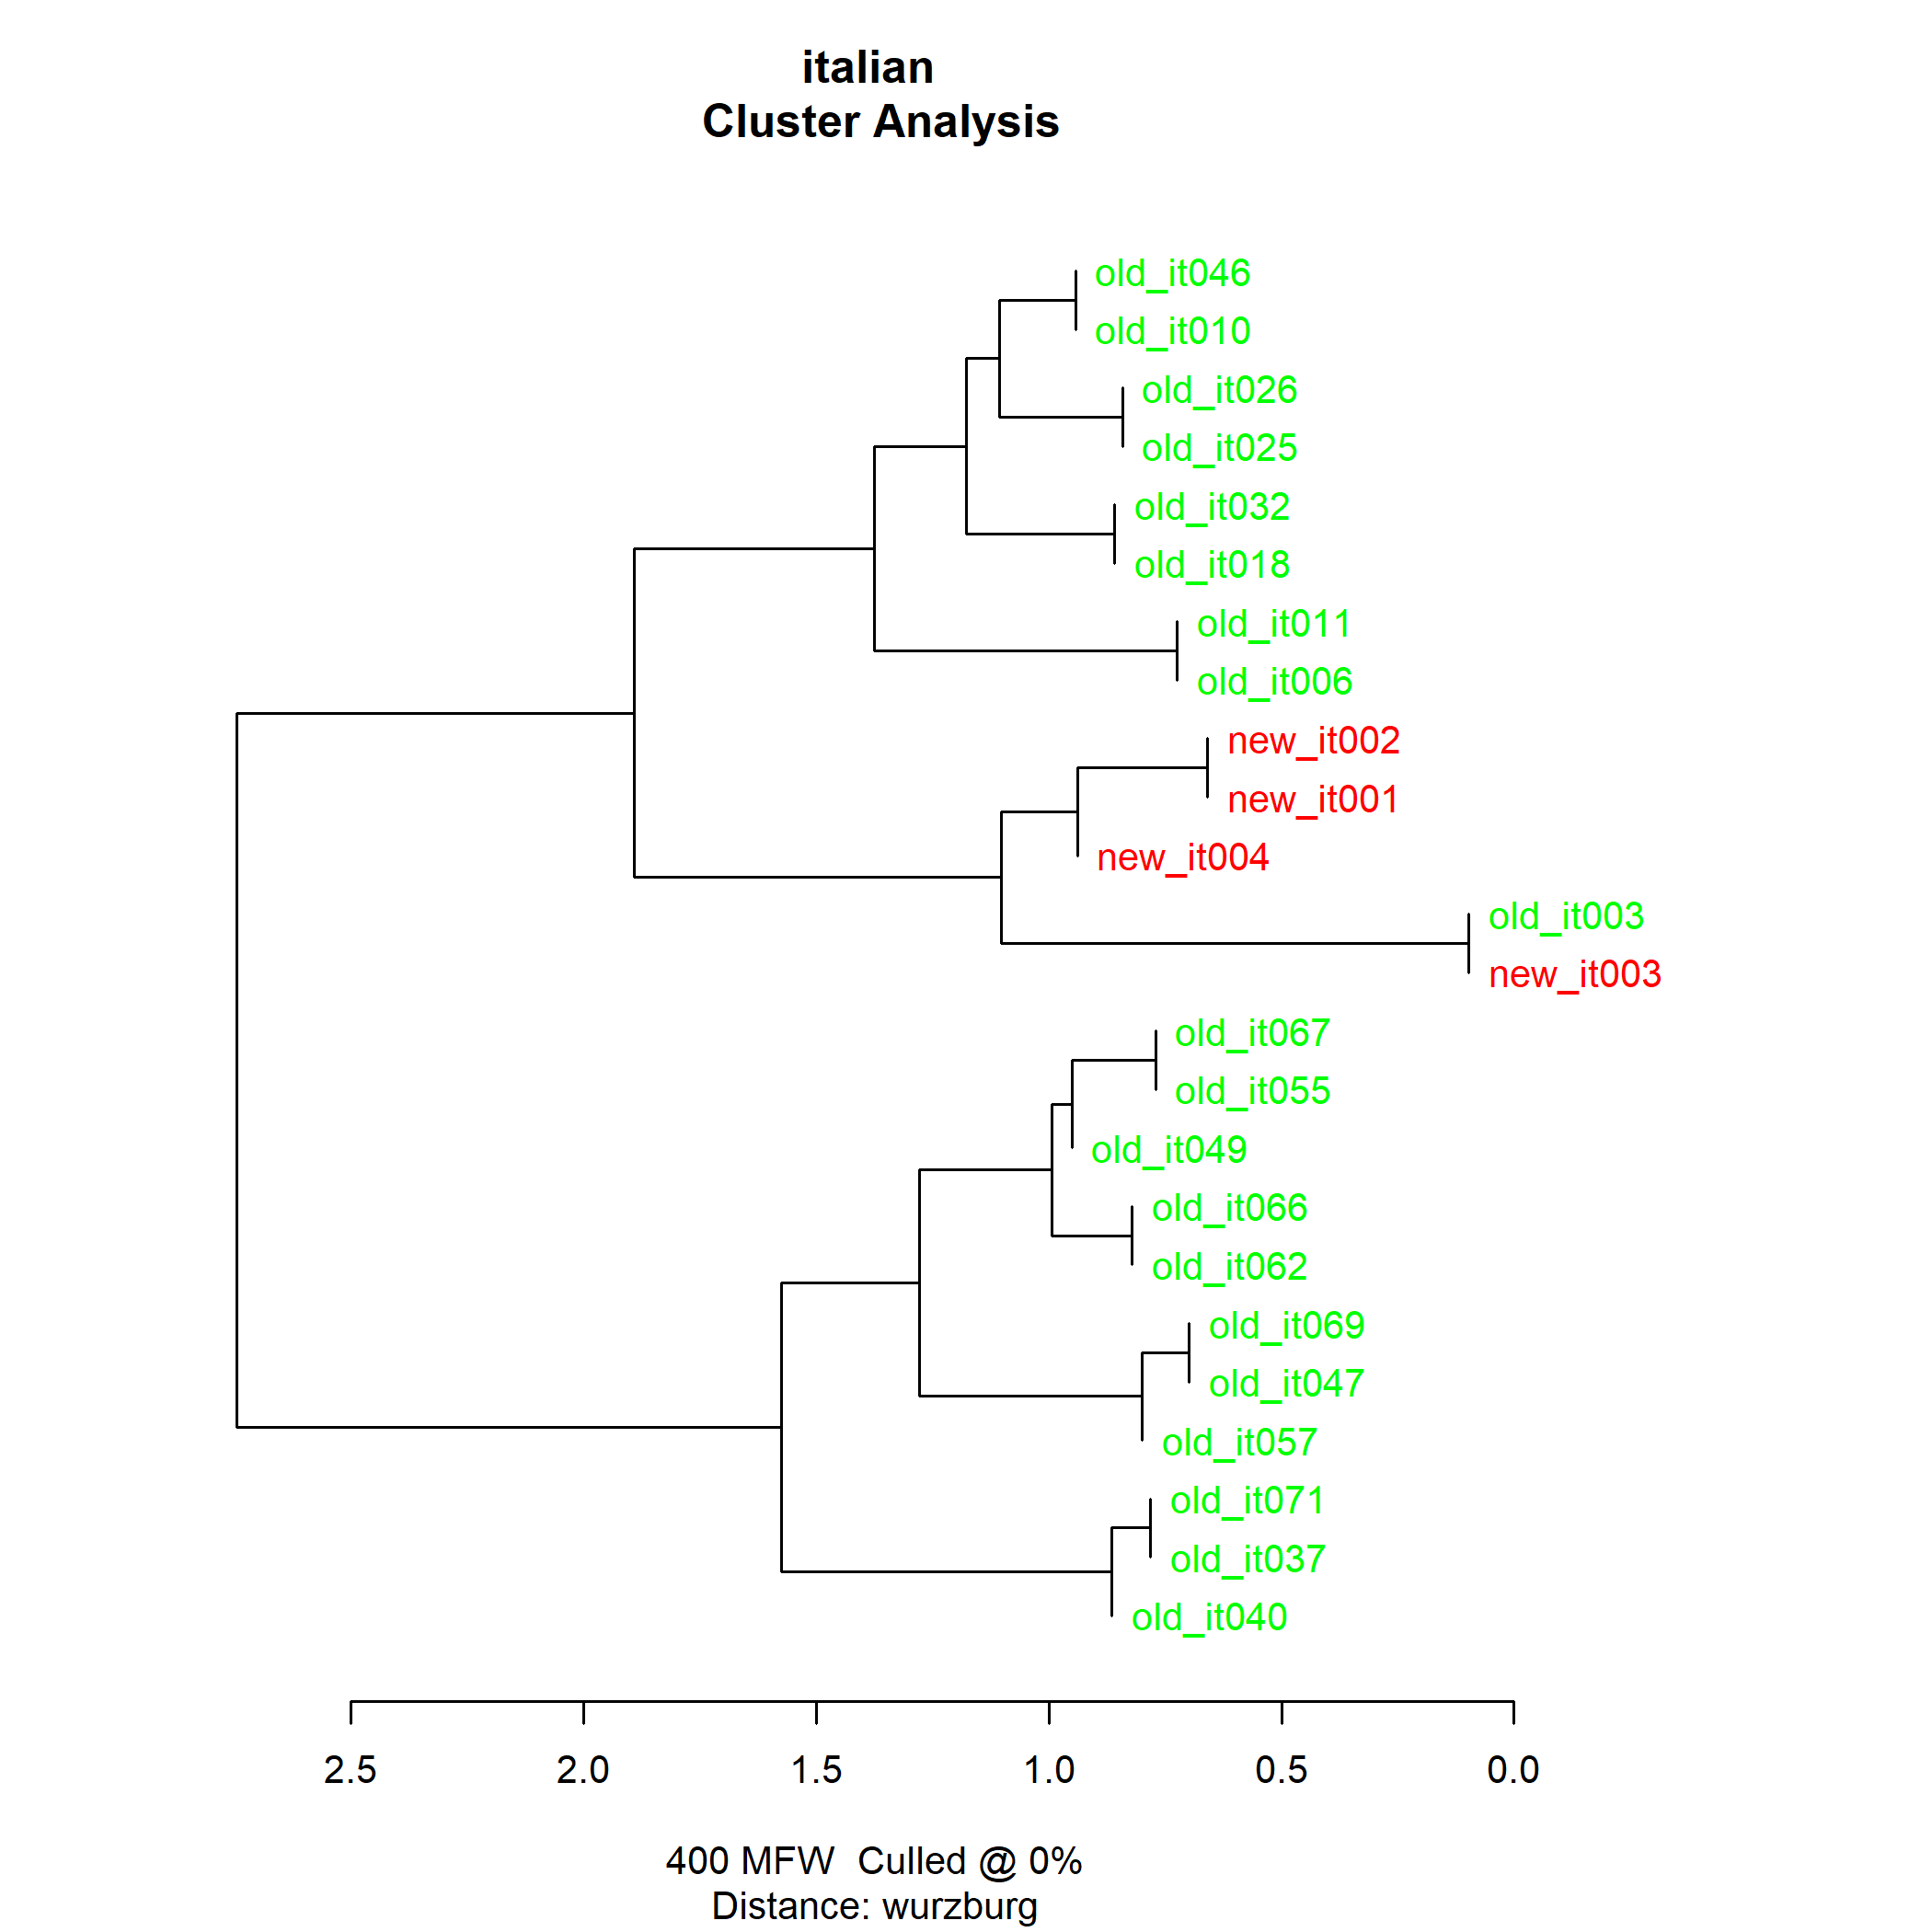 italian
Cluster Analysis
old_it046
old_it010
old_it026
old_it025
old_it032
old_it018
old_it011
old_it006
new_it002
new_it001
new_it004
old_it003
new_it003
old_it067
old_it055
old_it049
old_it066
old_it062
old_it069
old_it047
old_it057
old_it071
old_it037
old_it040
2.5 2.0 1.5 1.0 0.5 0.0
400 MFW  Culled @ 0%
Distance: wurzburg